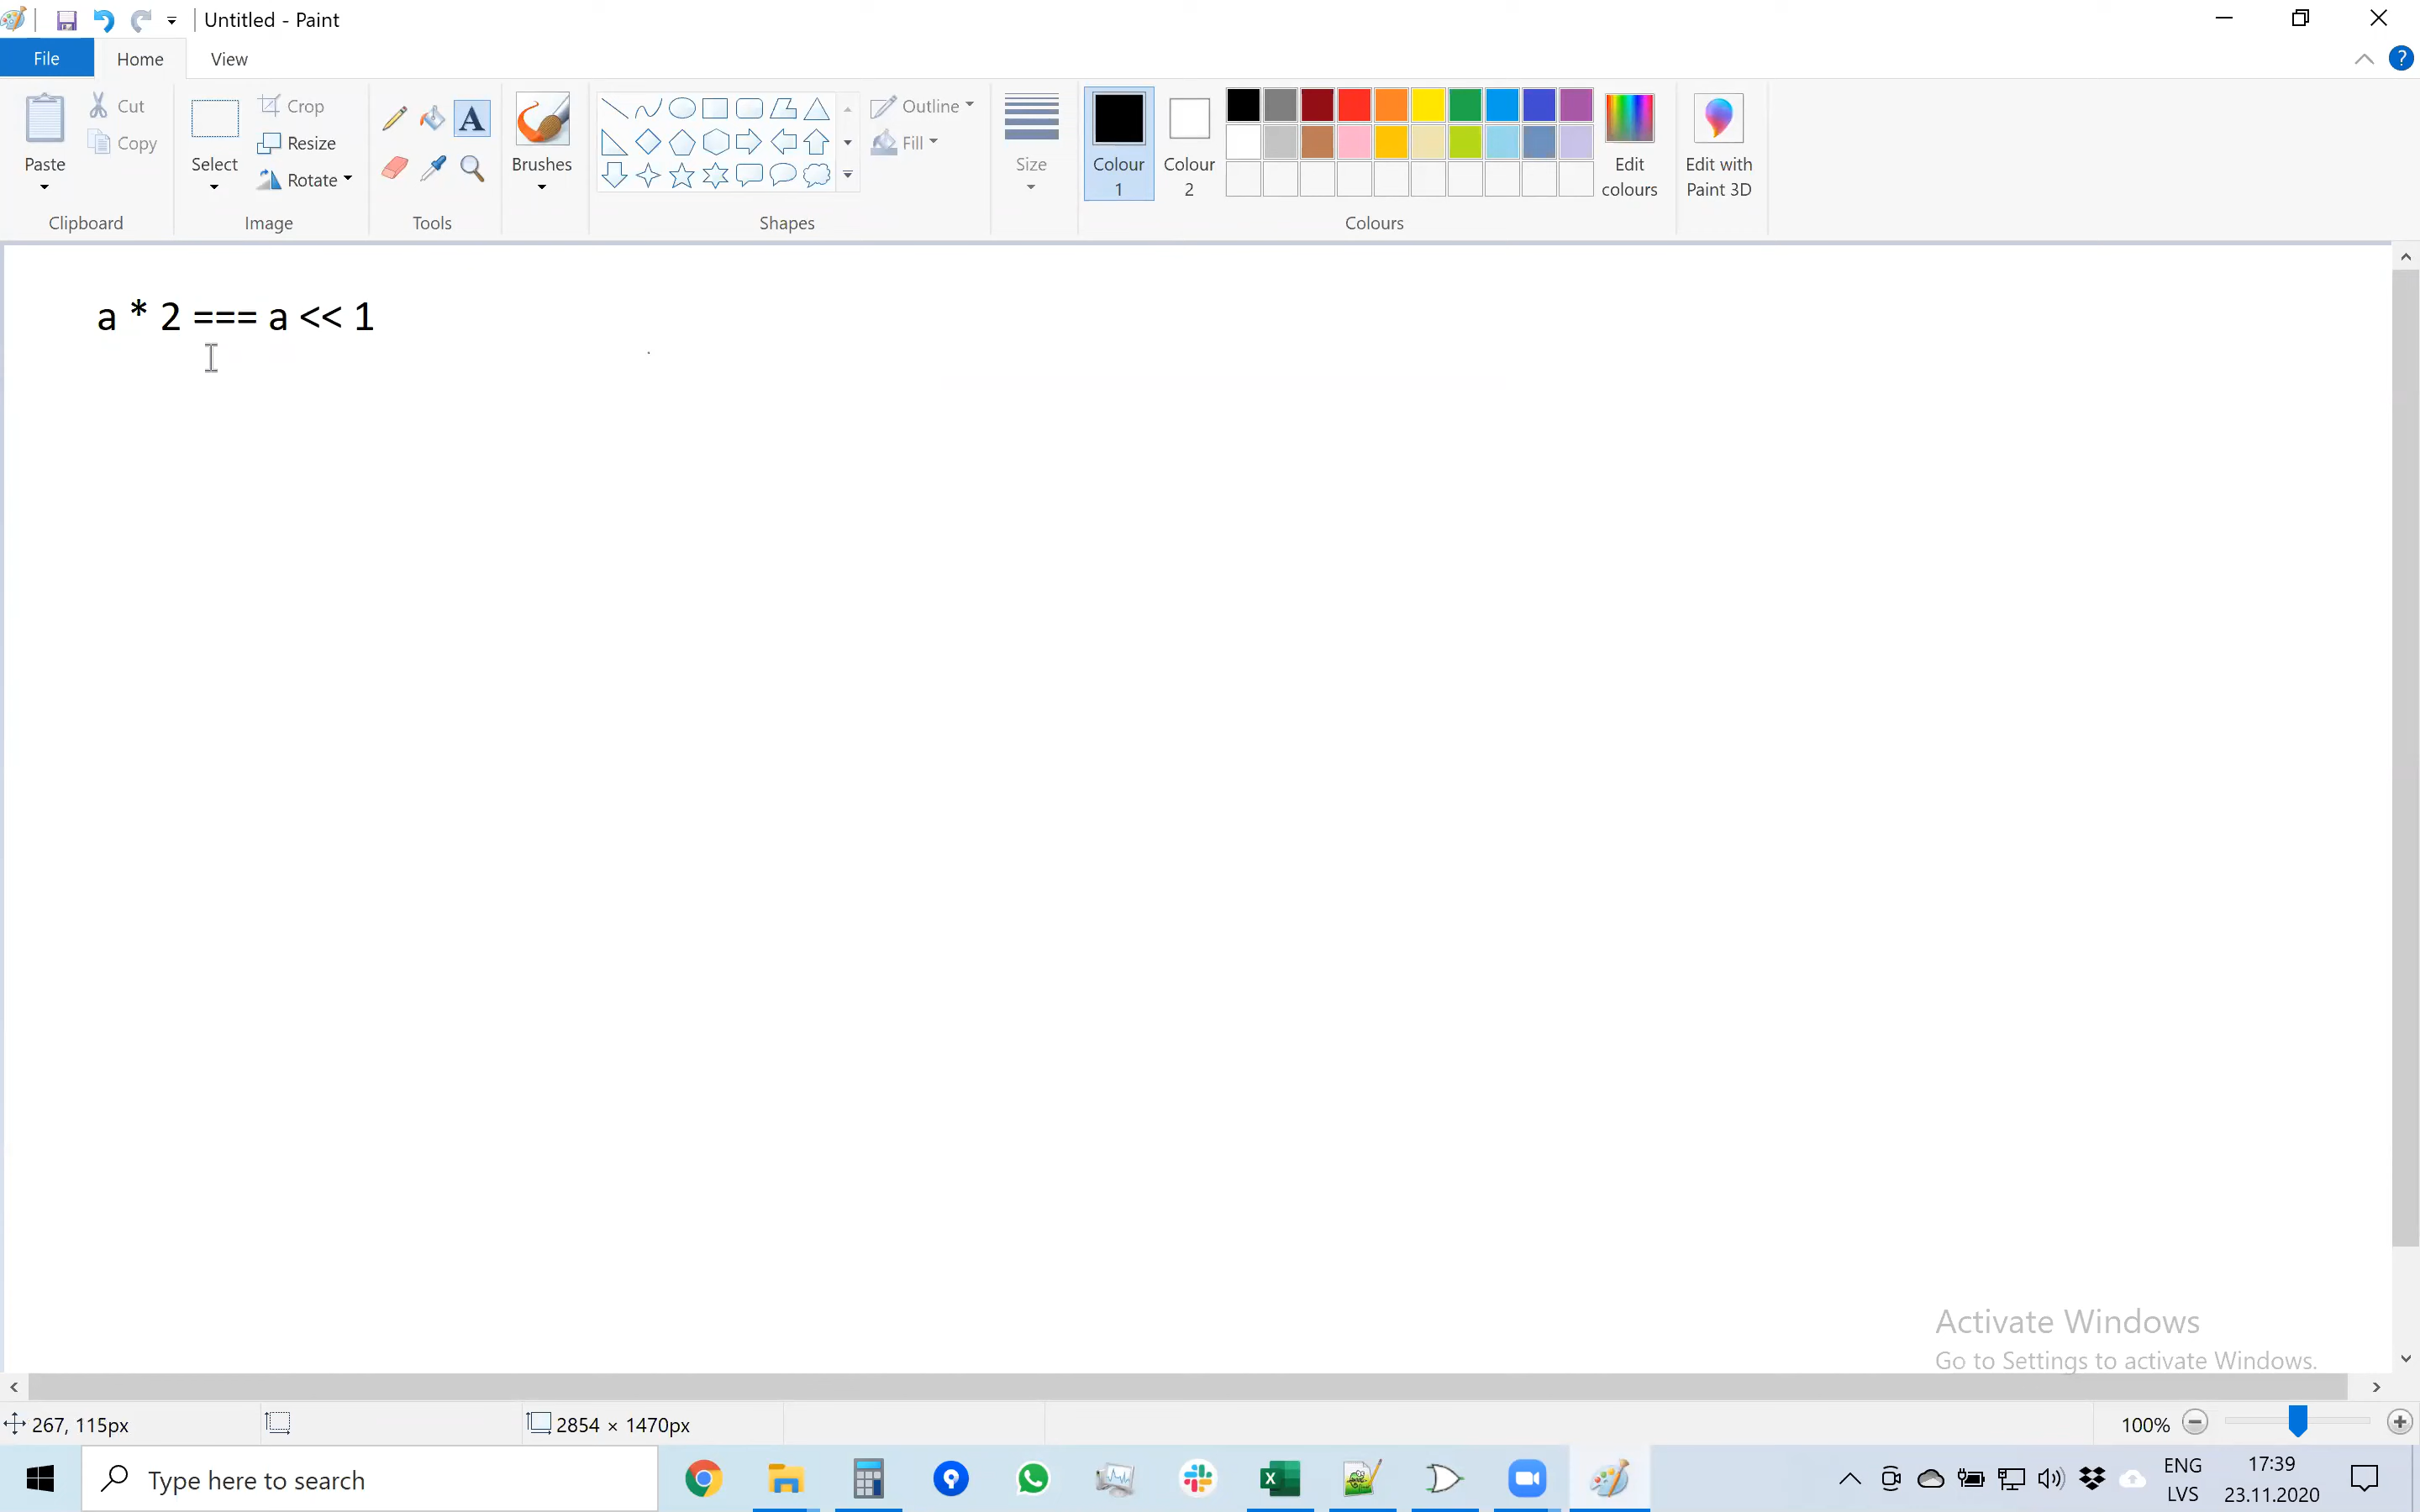 Untitled - Paint
File Home View
Paste
Cut
Copy
Clipboard
Select
Crop
Resize
Rotate
Image
A
Tools
Brushes
Outline
Fill
Shapes
Size
Colour 1
Colour 2
Edit colours
Colours
Edit with Paint 3D
?
a * 2 === a << 1
Activate Windows
Go to Settings to activate Windows.
267, 115px
2854 × 1470px
100%
Type here to search
X
ENG
LVS
17:39
23.11.2020